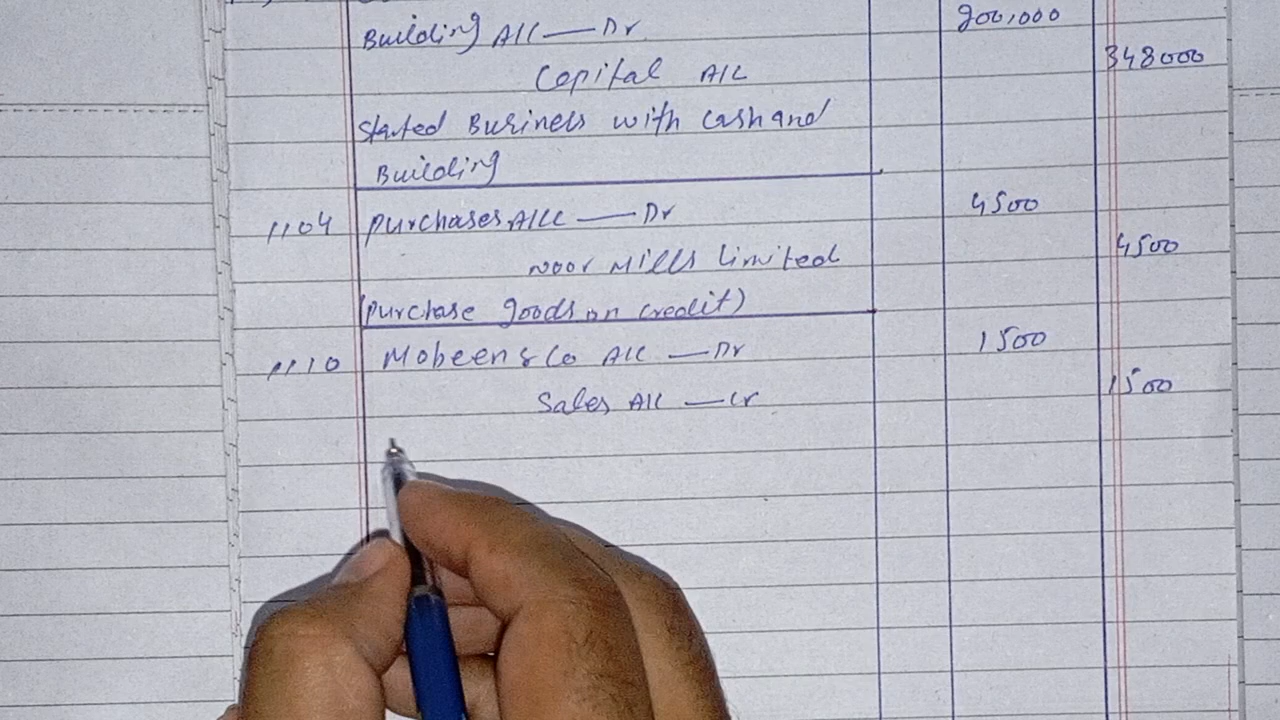 Building A/C — Dr 200,000
Capital A/C 348000
Started Business with cash and
Building
1104 purchases A/C — Dr 4500
Noor Mills Limited 4500
(purchase goods on credit)
1110 Mobeen & Co A/C — Dr 1500
Sales A/C — Cr 1500